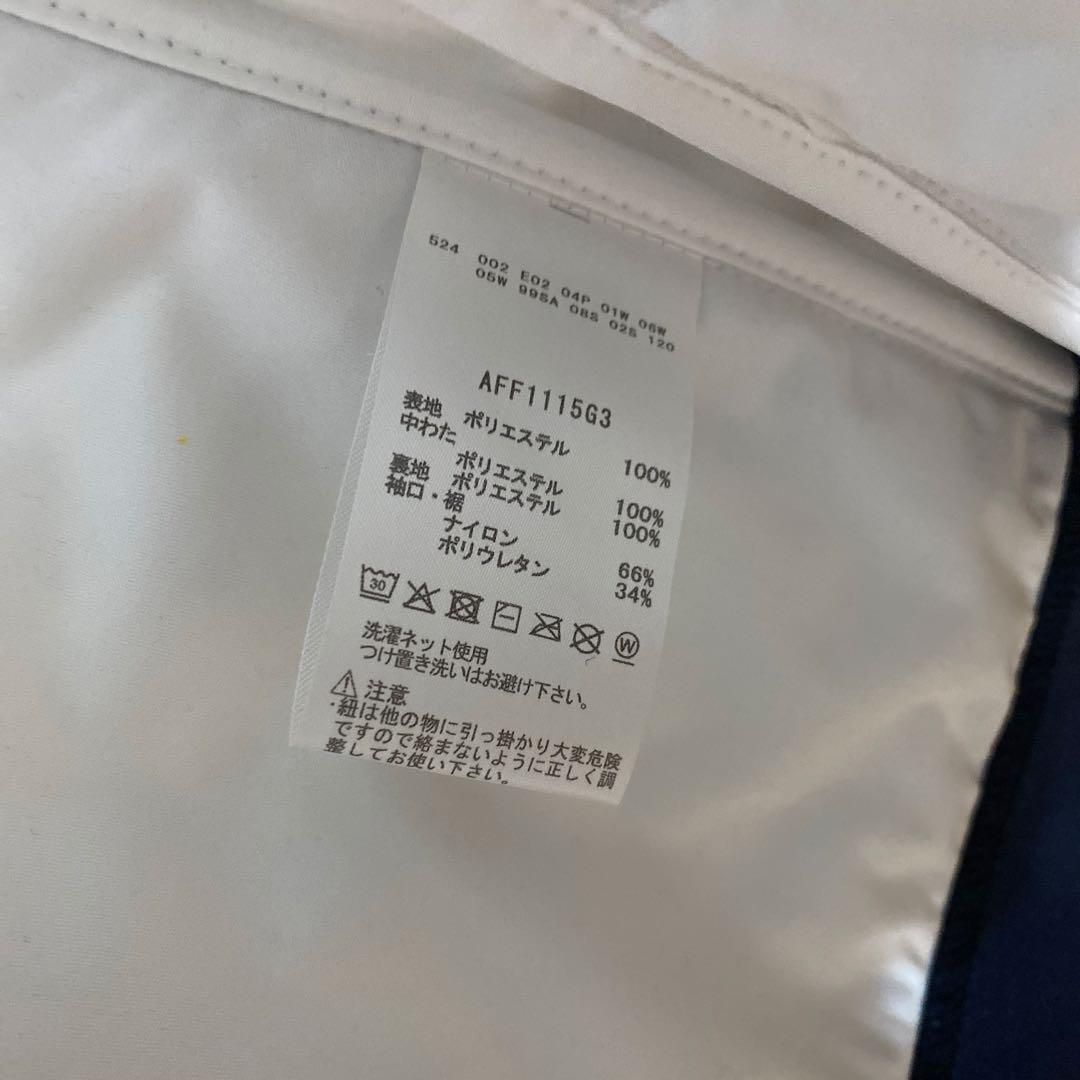 524 002 E02 04P 01W 06W
05W 99SA 08S 02S 120
AFF1115G3
表地 ポリエステル 100%
中わた
ポリエステル 100%
裏地 ポリエステル 100%
袖口・裾
ナイロン 66%
ポリウレタン 34%
30 W
洗濯ネット使用
つけ置き洗いはお避け下さい。
注意
・紐は他の物に引っ掛かり大変危険
ですので絡まないように正しく調
整してお使い下さい。